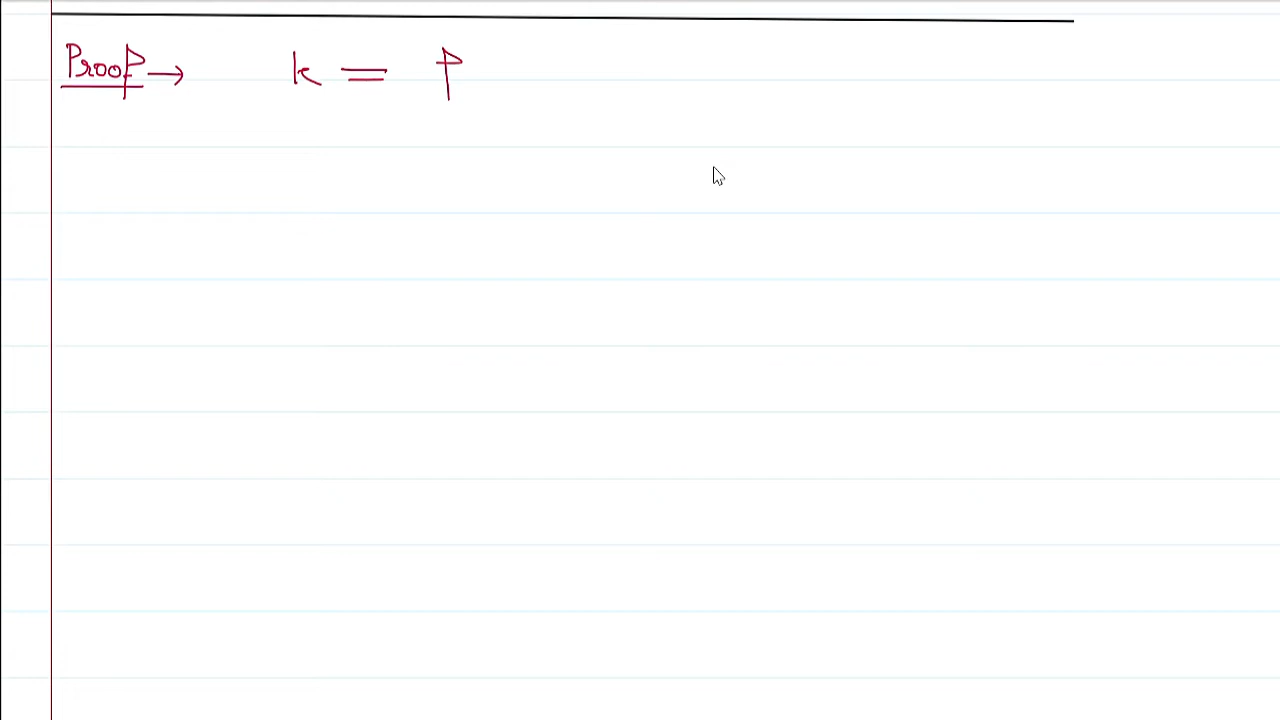 Proof → k = p